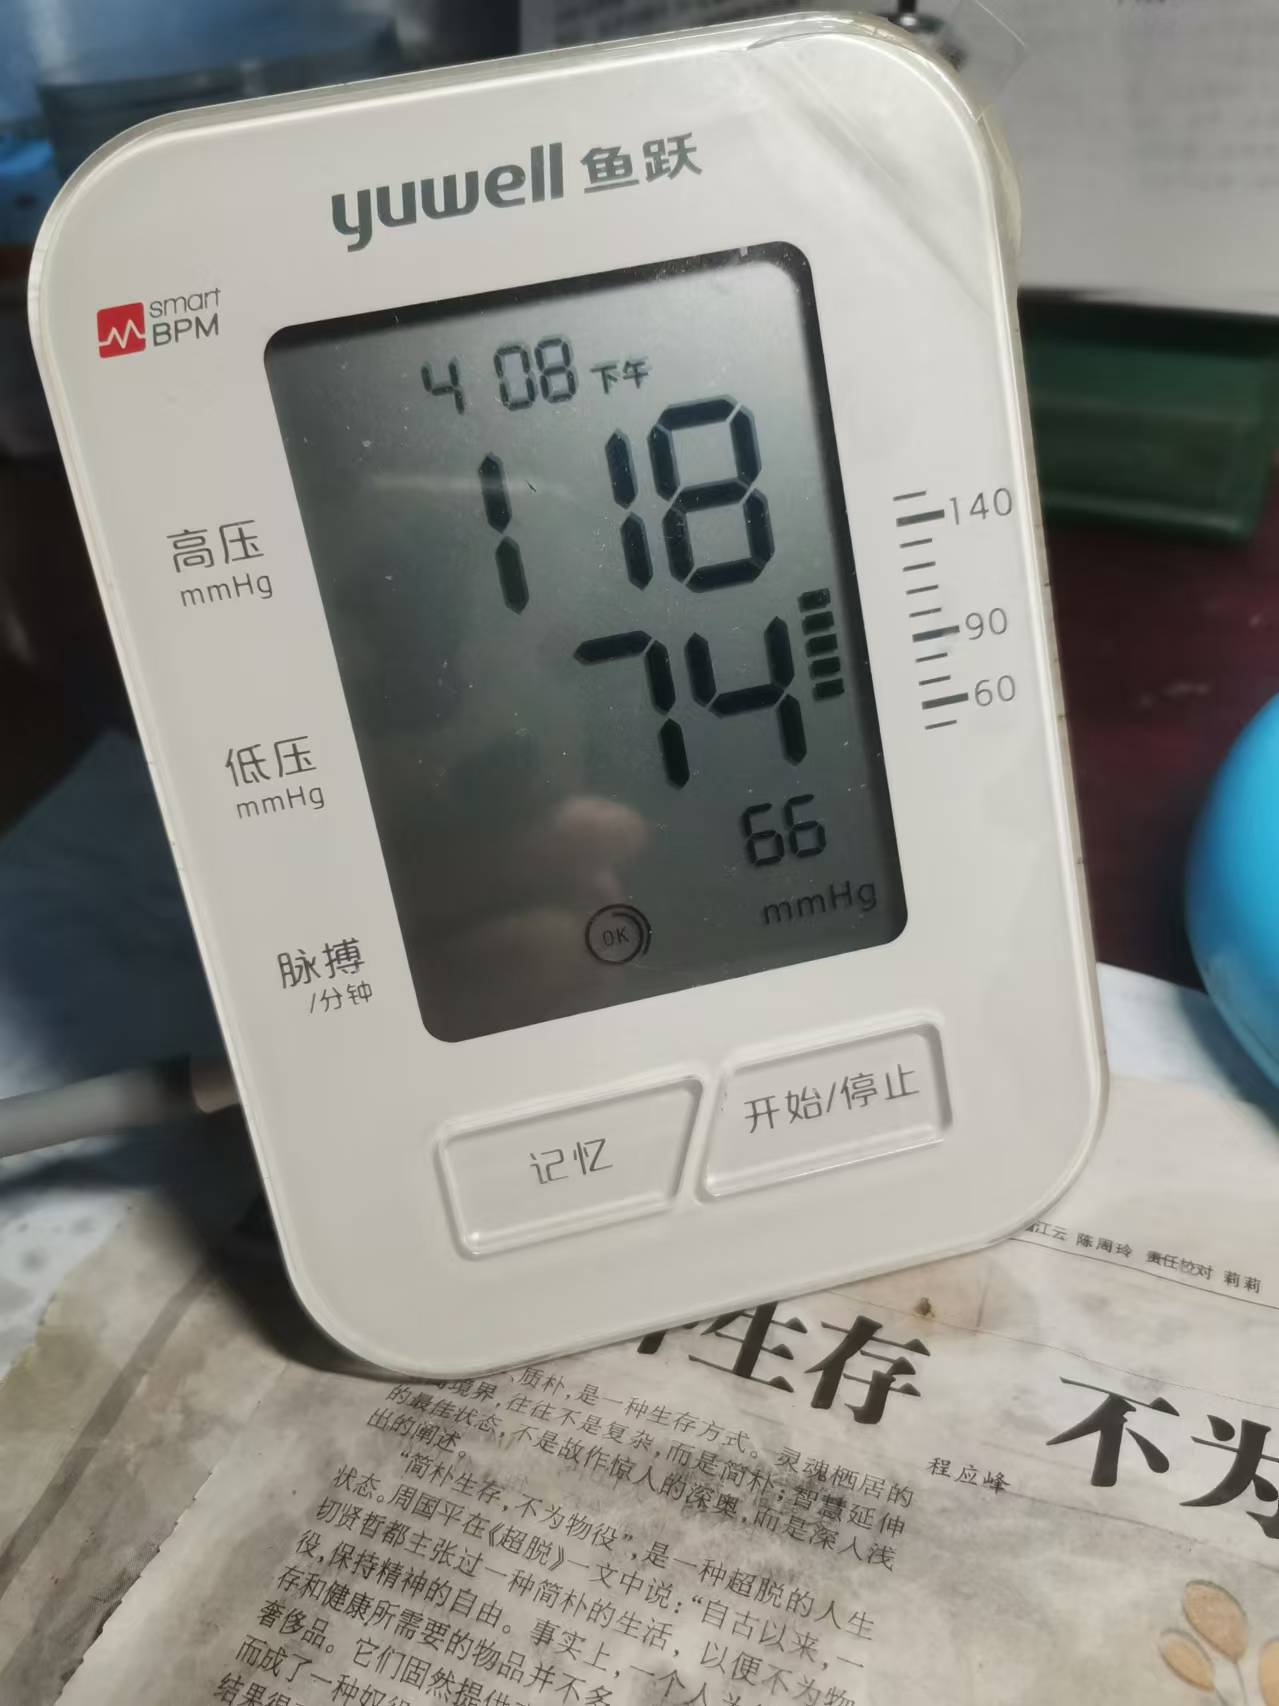 yuwell 鱼跃
smart
BPM
4 08 下午
118
高压
mmHg
74
低压
mmHg
66
mmHg
脉搏
/分钟
OK
140
90
60
记忆
开始/停止
江云 陈周玲 责任校对 莉莉
生存 不为
程应峰
质朴,是一种生存方式。灵魂栖居的
境界,往往不是复杂,而是简朴;智慧延伸
的最佳状态,不是故作惊人的深奥,而是深入浅
出的阐述。
“简朴生存,不为物役”,是一种超脱的人生
状态。周国平在《超脱》一文中说:“自古以来,一
切贤哲都主张过一种简朴的生活,以便不为物
役,保持精神的自由。事实上,一个人为
存和健康所需要的物品并不多
奢侈品。它们固然提供
而成了一种奴役
结果很